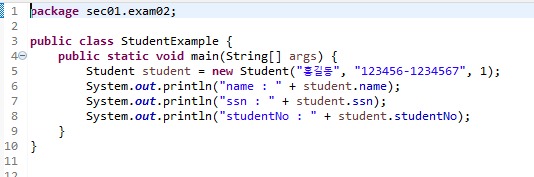 1 package sec01.exam02;
2
3 public class StudentExample {
4 public static void main(String[] args) {
5 Student student = new Student("홍길동", "123456-1234567", 1);
6 System.out.println("name : " + student.name);
7 System.out.println("ssn : " + student.ssn);
8 System.out.println("studentNo : " + student.studentNo);
9 }
10 }
11
12